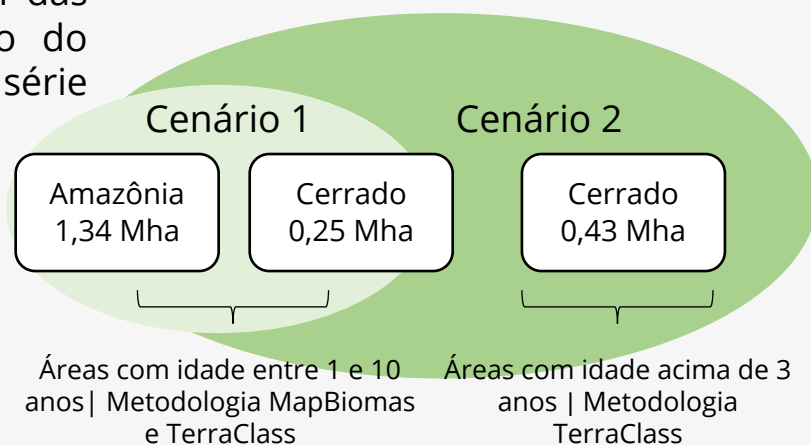 das
o do
série
Cenário 1
Cenário 2
Amazônia
1,34 Mha
Cerrado
0,25 Mha
Cerrado
0,43 Mha
Áreas com idade entre 1 e 10
anos| Metodologia MapBiomas
e TerraClass
Áreas com idade acima de 3
anos | Metodologia
TerraClass